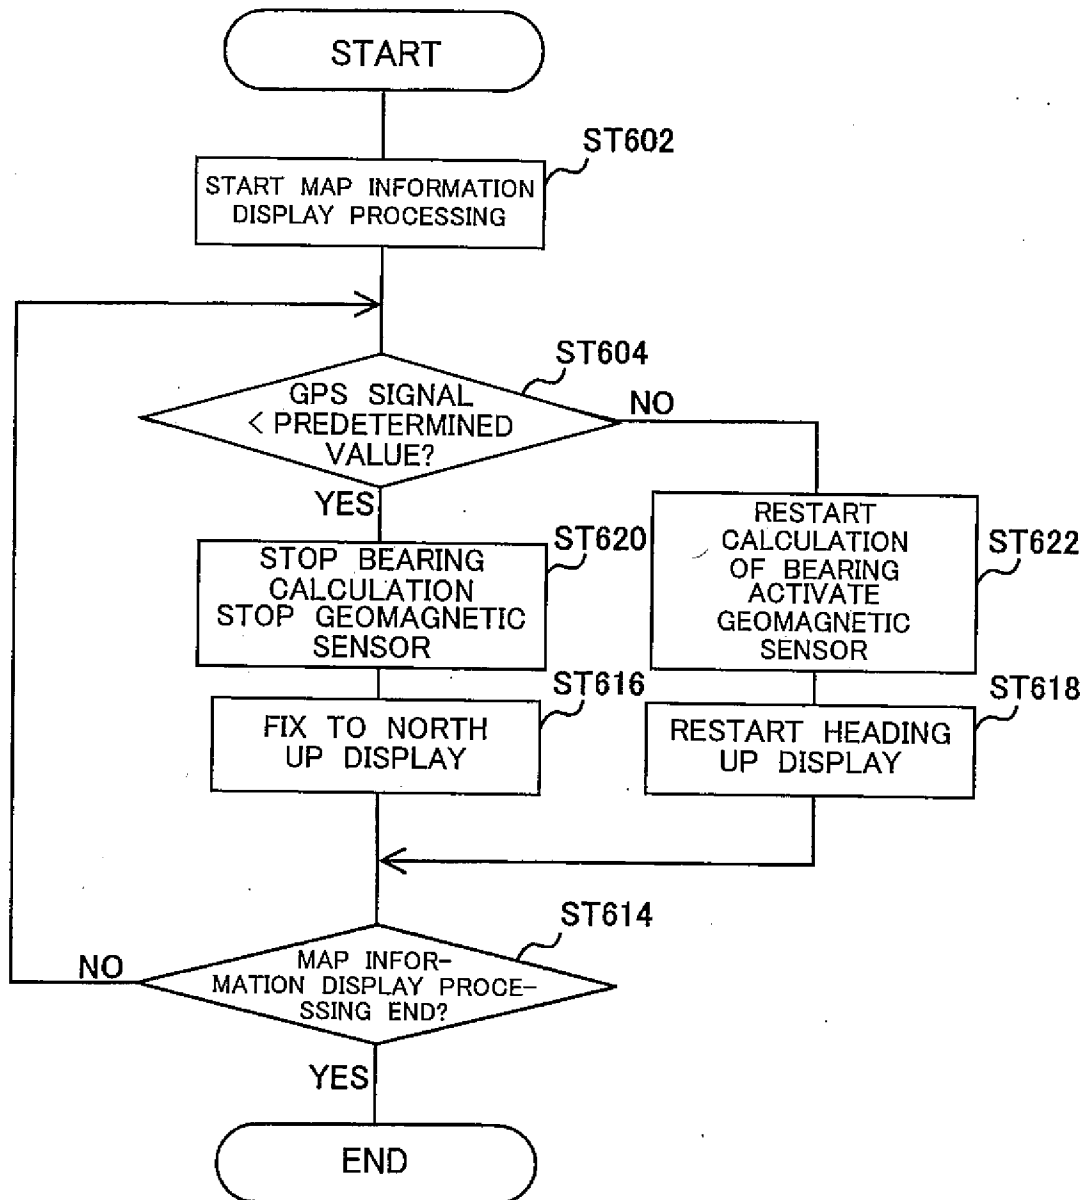 START
ST602
START MAP INFORMATION
DISPLAY PROCESSING
ST604
GPS SIGNAL
< PREDETERMINED
VALUE?
NO
YES
ST620
STOP BEARING
CALCULATION
STOP GEOMAGNETIC
SENSOR
ST622
RESTART
CALCULATION
OF BEARING
ACTIVATE
GEOMAGNETIC
SENSOR
ST616
FIX TO NORTH
UP DISPLAY
ST618
RESTART HEADING
UP DISPLAY
ST614
MAP INFOR-
MATION DISPLAY PROCE-
SSING END?
NO
YES
END